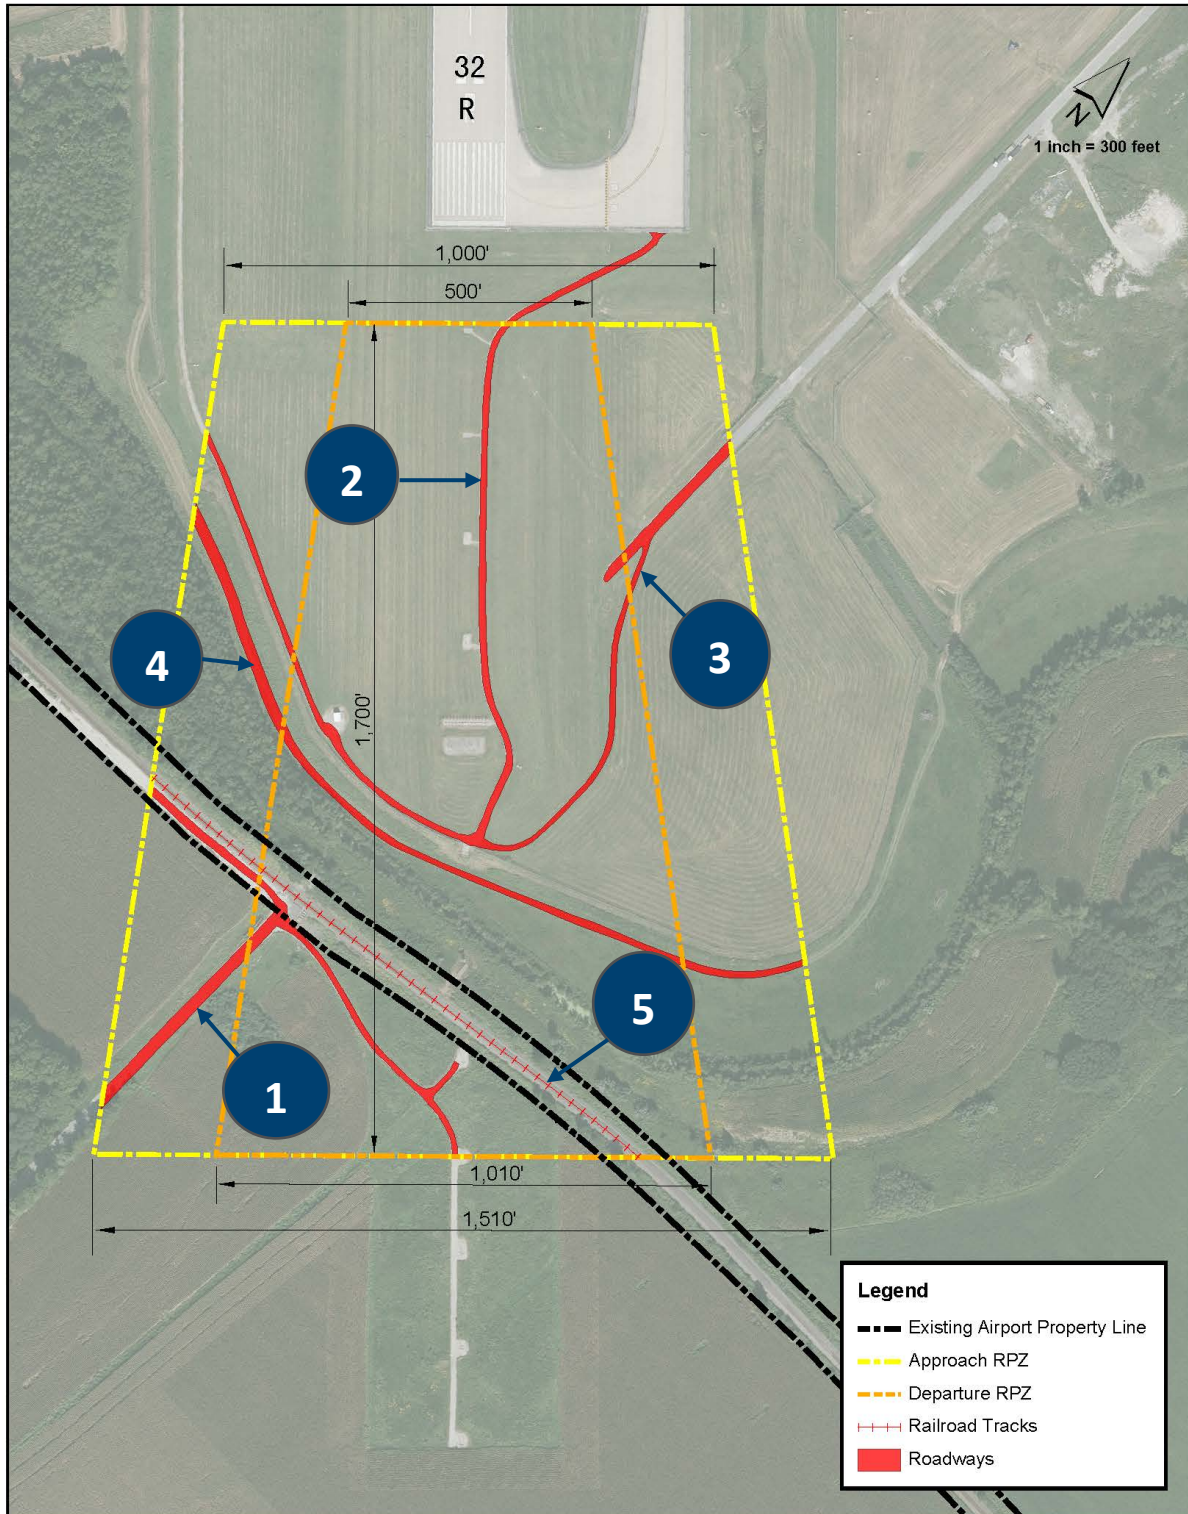 32
R
N
1 inch = 300 feet
1,000'
500'
2
4
3
1,700'
5
1
1,010'
1,510'
Legend
Existing Airport Property Line
Approach RPZ
Departure RPZ
Railroad Tracks
Roadways